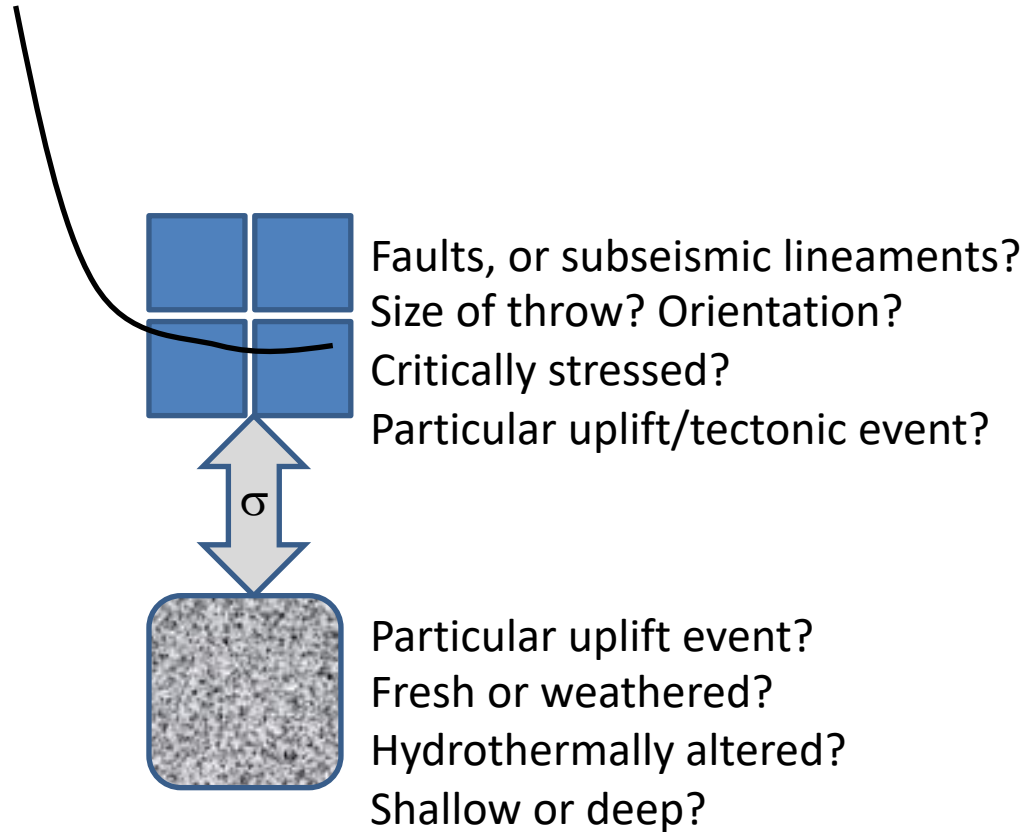 Faults, or subseismic lineaments?
Size of throw? Orientation?
Critically stressed?
Particular uplift/tectonic event?
σ
Particular uplift event?
Fresh or weathered?
Hydrothermally altered?
Shallow or deep?